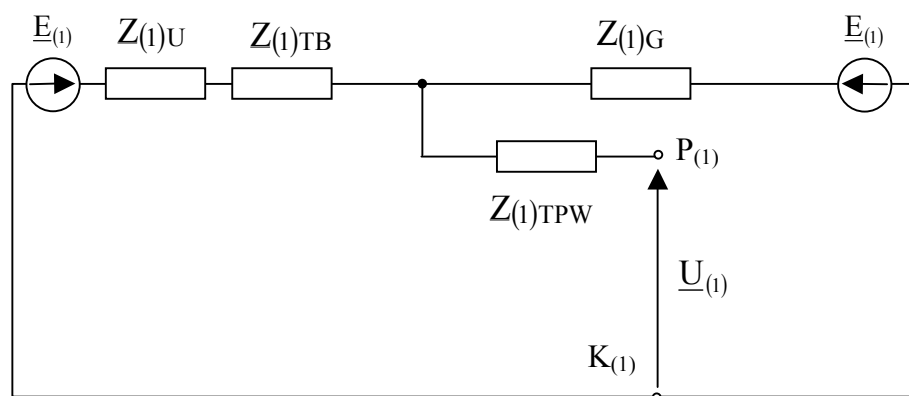 E(1)
Z(1)U
Z(1)TB
Z(1)G
E(1)
P(1)
Z(1)TPW
U(1)
K(1)